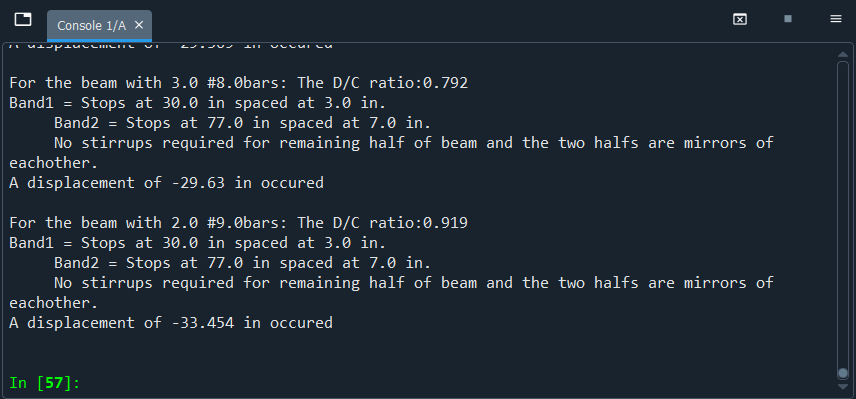 Console 1/A
A displacement of -29.509 in occured
For the beam with 3.0 #8.0bars: The D/C ratio:0.792
Band1 = Stops at 30.0 in spaced at 3.0 in.
Band2 = Stops at 77.0 in spaced at 7.0 in.
No stirrups required for remaining half of beam and the two halfs are mirrors of
eachother.
A displacement of -29.63 in occured
For the beam with 2.0 #9.0bars: The D/C ratio:0.919
Band1 = Stops at 30.0 in spaced at 3.0 in.
Band2 = Stops at 77.0 in spaced at 7.0 in.
No stirrups required for remaining half of beam and the two halfs are mirrors of
eachother.
A displacement of -33.454 in occured
In [57]: